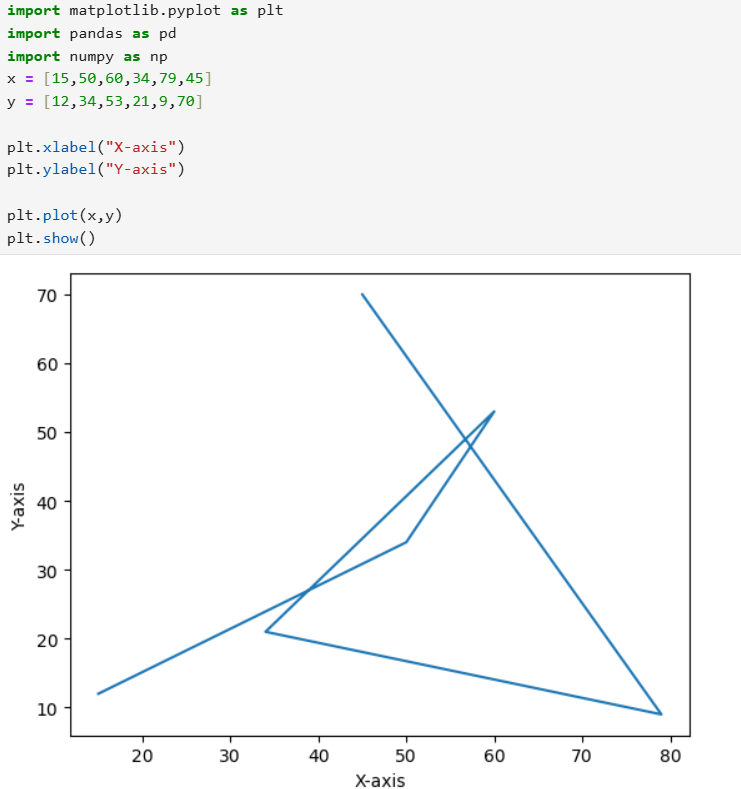 import matplotlib.pyplot as plt
import pandas as pd
import numpy as np
x = [15,50,60,34,79,45]
y = [12,34,53,21,9,70]
plt.xlabel("X-axis")
plt.ylabel("Y-axis")
plt.plot(x,y)
plt.show()
70
60
50
40
30
20
10
Y-axis
20 30 40 50 60 70 80
X-axis